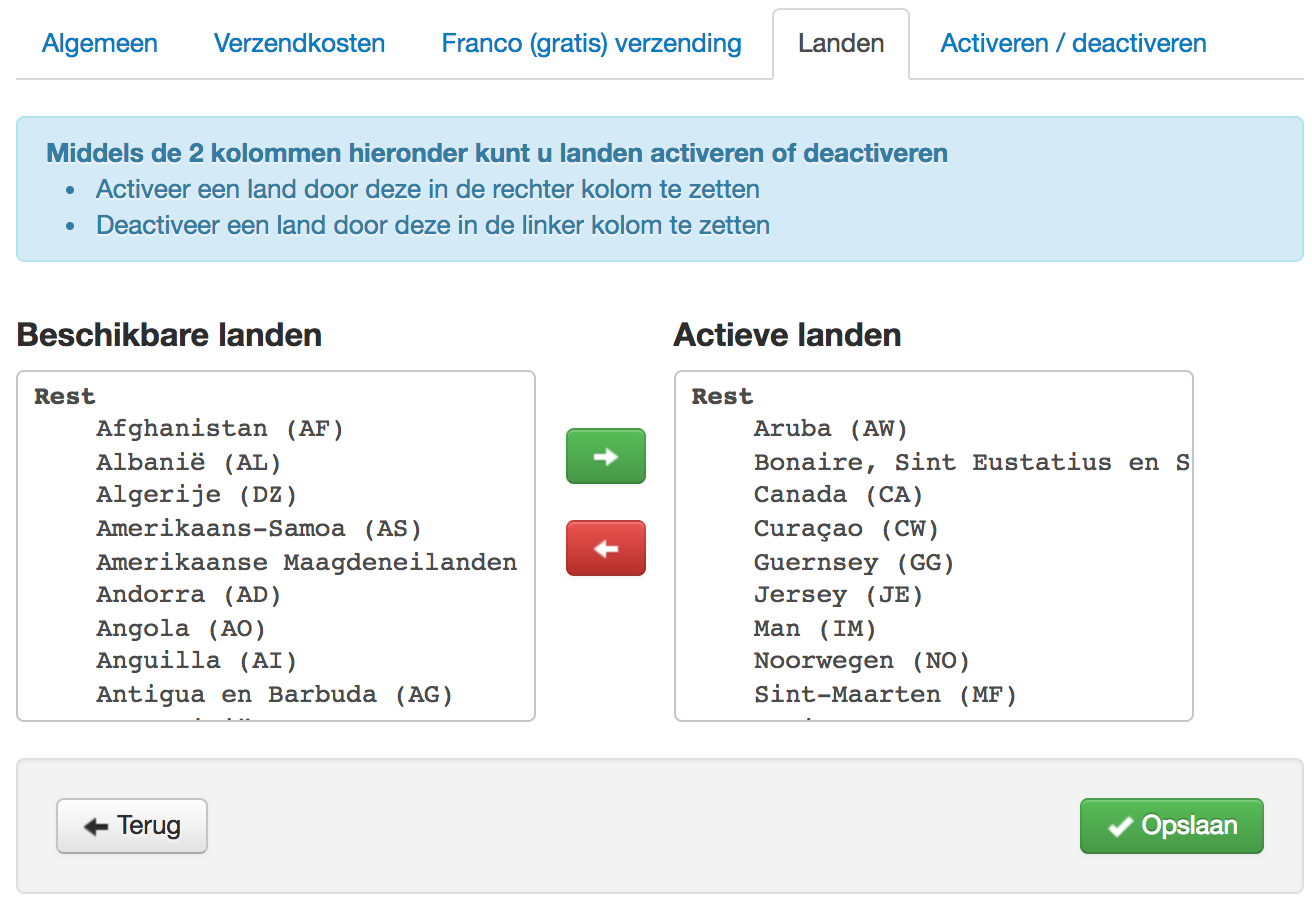 Algemeen Verzendkosten Franco (gratis) verzending Landen Activeren / deactiveren
Middels de 2 kolommen hieronder kunt u landen activeren of deactiveren
Activeer een land door deze in de rechter kolom te zetten
Deactiveer een land door deze in de linker kolom te zetten
Beschikbare landen
Rest
Afghanistan (AF)
Albanië (AL)
Algerije (DZ)
Amerikaans-Samoa (AS)
Amerikaanse Maagdeneilanden
Andorra (AD)
Angola (AO)
Anguilla (AI)
Antigua en Barbuda (AG)
Actieve landen
Rest
Aruba (AW)
Bonaire, Sint Eustatius en S
Canada (CA)
Curaçao (CW)
Guernsey (GG)
Jersey (JE)
Man (IM)
Noorwegen (NO)
Sint-Maarten (MF)
Terug
Opslaan